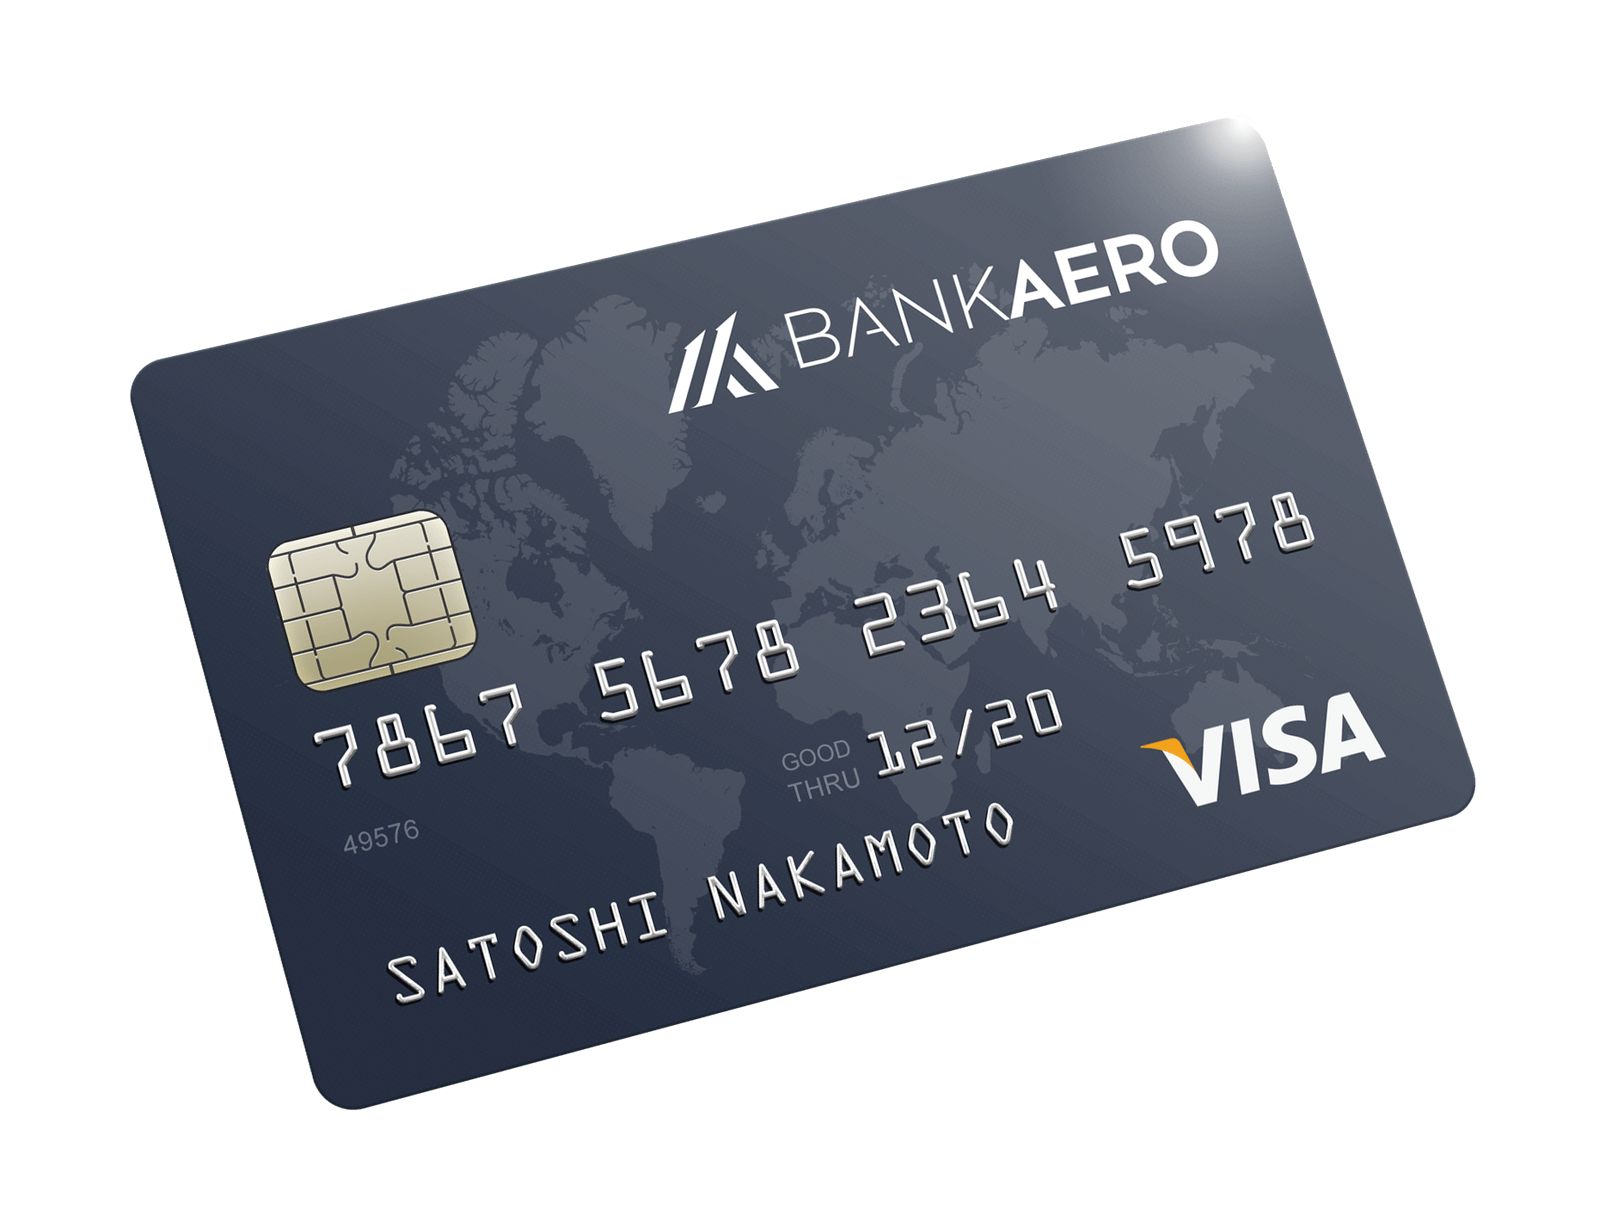 BANKAERO
7867 5678 2364 5978
GOOD THRU 12/20
VISA
49576
SATOSHI NAKAMOTO